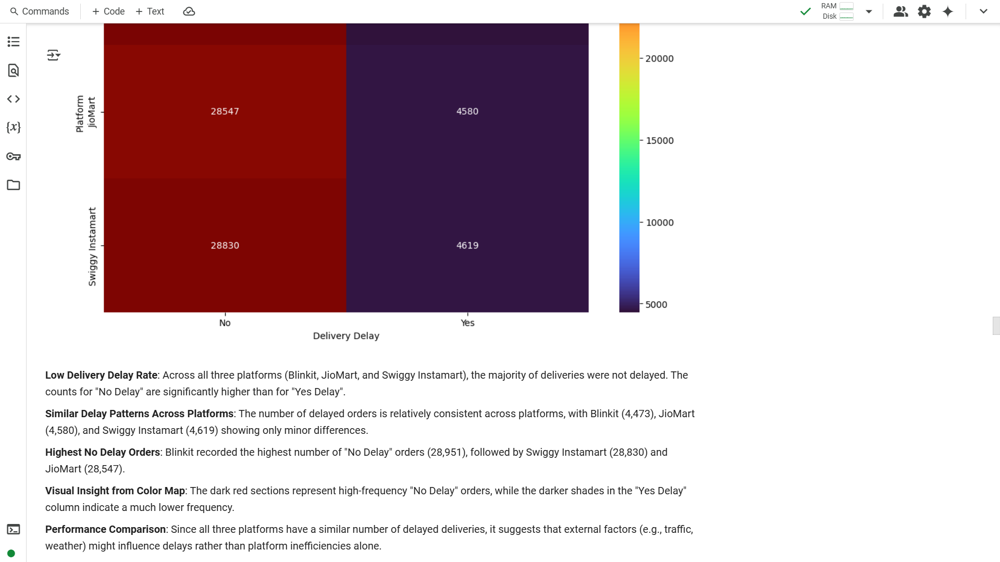 Commands
+ Code
+ Text
RAM
Disk
{x}
Platform
JioMart
Swiggy Instamart
28547
4580
28830
4619
20000
15000
10000
5000
No
Yes
Delivery Delay
Low Delivery Delay Rate: Across all three platforms (Blinkit, JioMart, and Swiggy Instamart), the majority of deliveries were not delayed. The
counts for "No Delay" are significantly higher than for "Yes Delay".
Similar Delay Patterns Across Platforms: The number of delayed orders is relatively consistent across platforms, with Blinkit (4,473), JioMart
(4,580), and Swiggy Instamart (4,619) showing only minor differences.
Highest No Delay Orders: Blinkit recorded the highest number of "No Delay" orders (28,951), followed by Swiggy Instamart (28,830) and
JioMart (28,547).
Visual Insight from Color Map: The dark red sections represent high-frequency "No Delay" orders, while the darker shades in the "Yes Delay"
column indicate a much lower frequency.
Performance Comparison: Since all three platforms have a similar number of delayed deliveries, it suggests that external factors (e.g., traffic,
weather) might influence delays rather than platform inefficiencies alone.